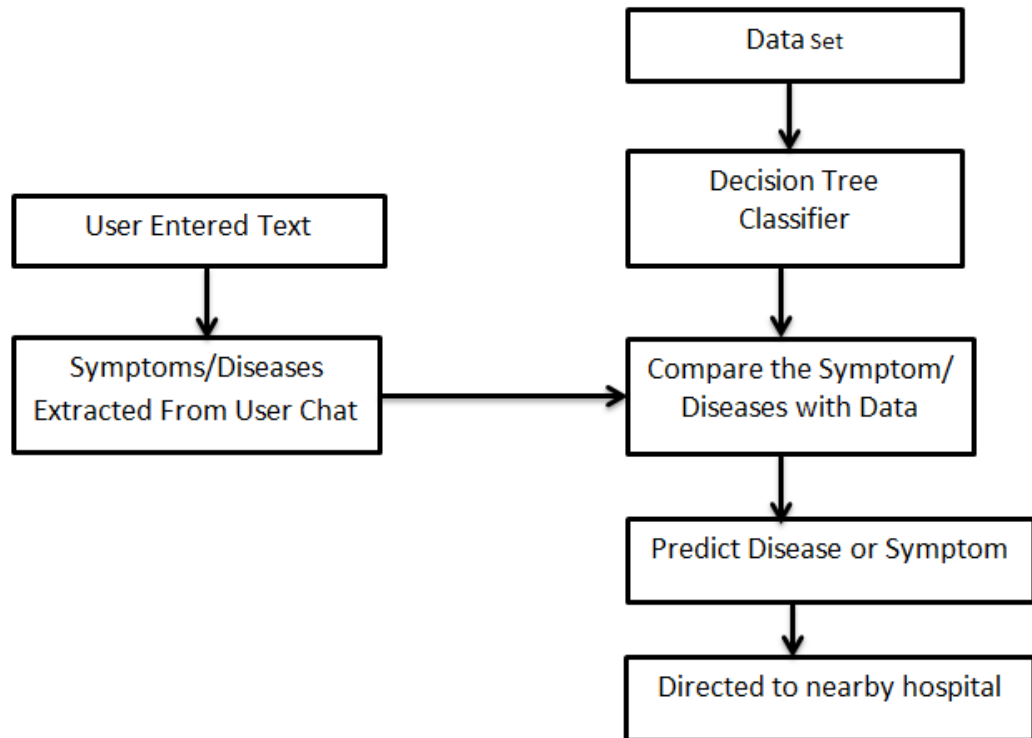 Data Set
Decision Tree
Classifier
User Entered Text
Symptoms/Diseases
Extracted From User Chat
Compare the Symptom/
Diseases with Data
Predict Disease or Symptom
Directed to nearby hospital